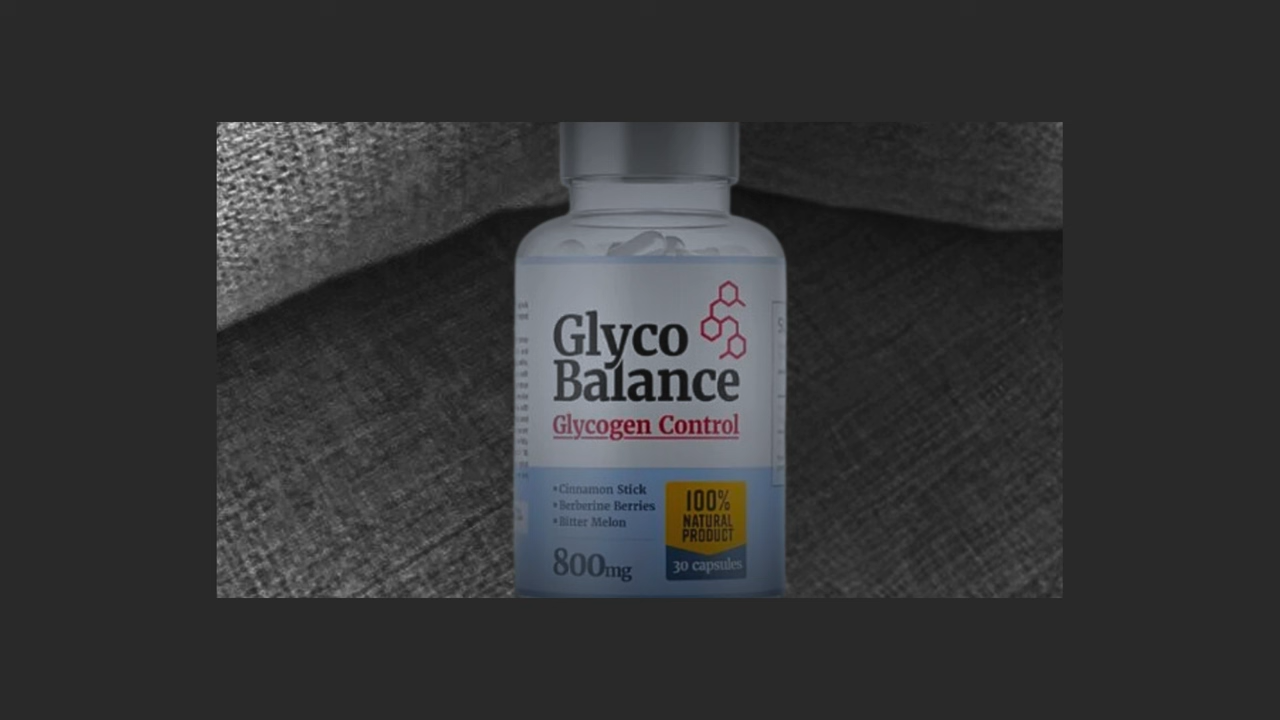 Glyco
Balance
Glycogen Control
• Cinnamon Stick
• Berberine Berries
• Bitter Melon
800mg
100%
NATURAL
PRODUCT
30 capsules